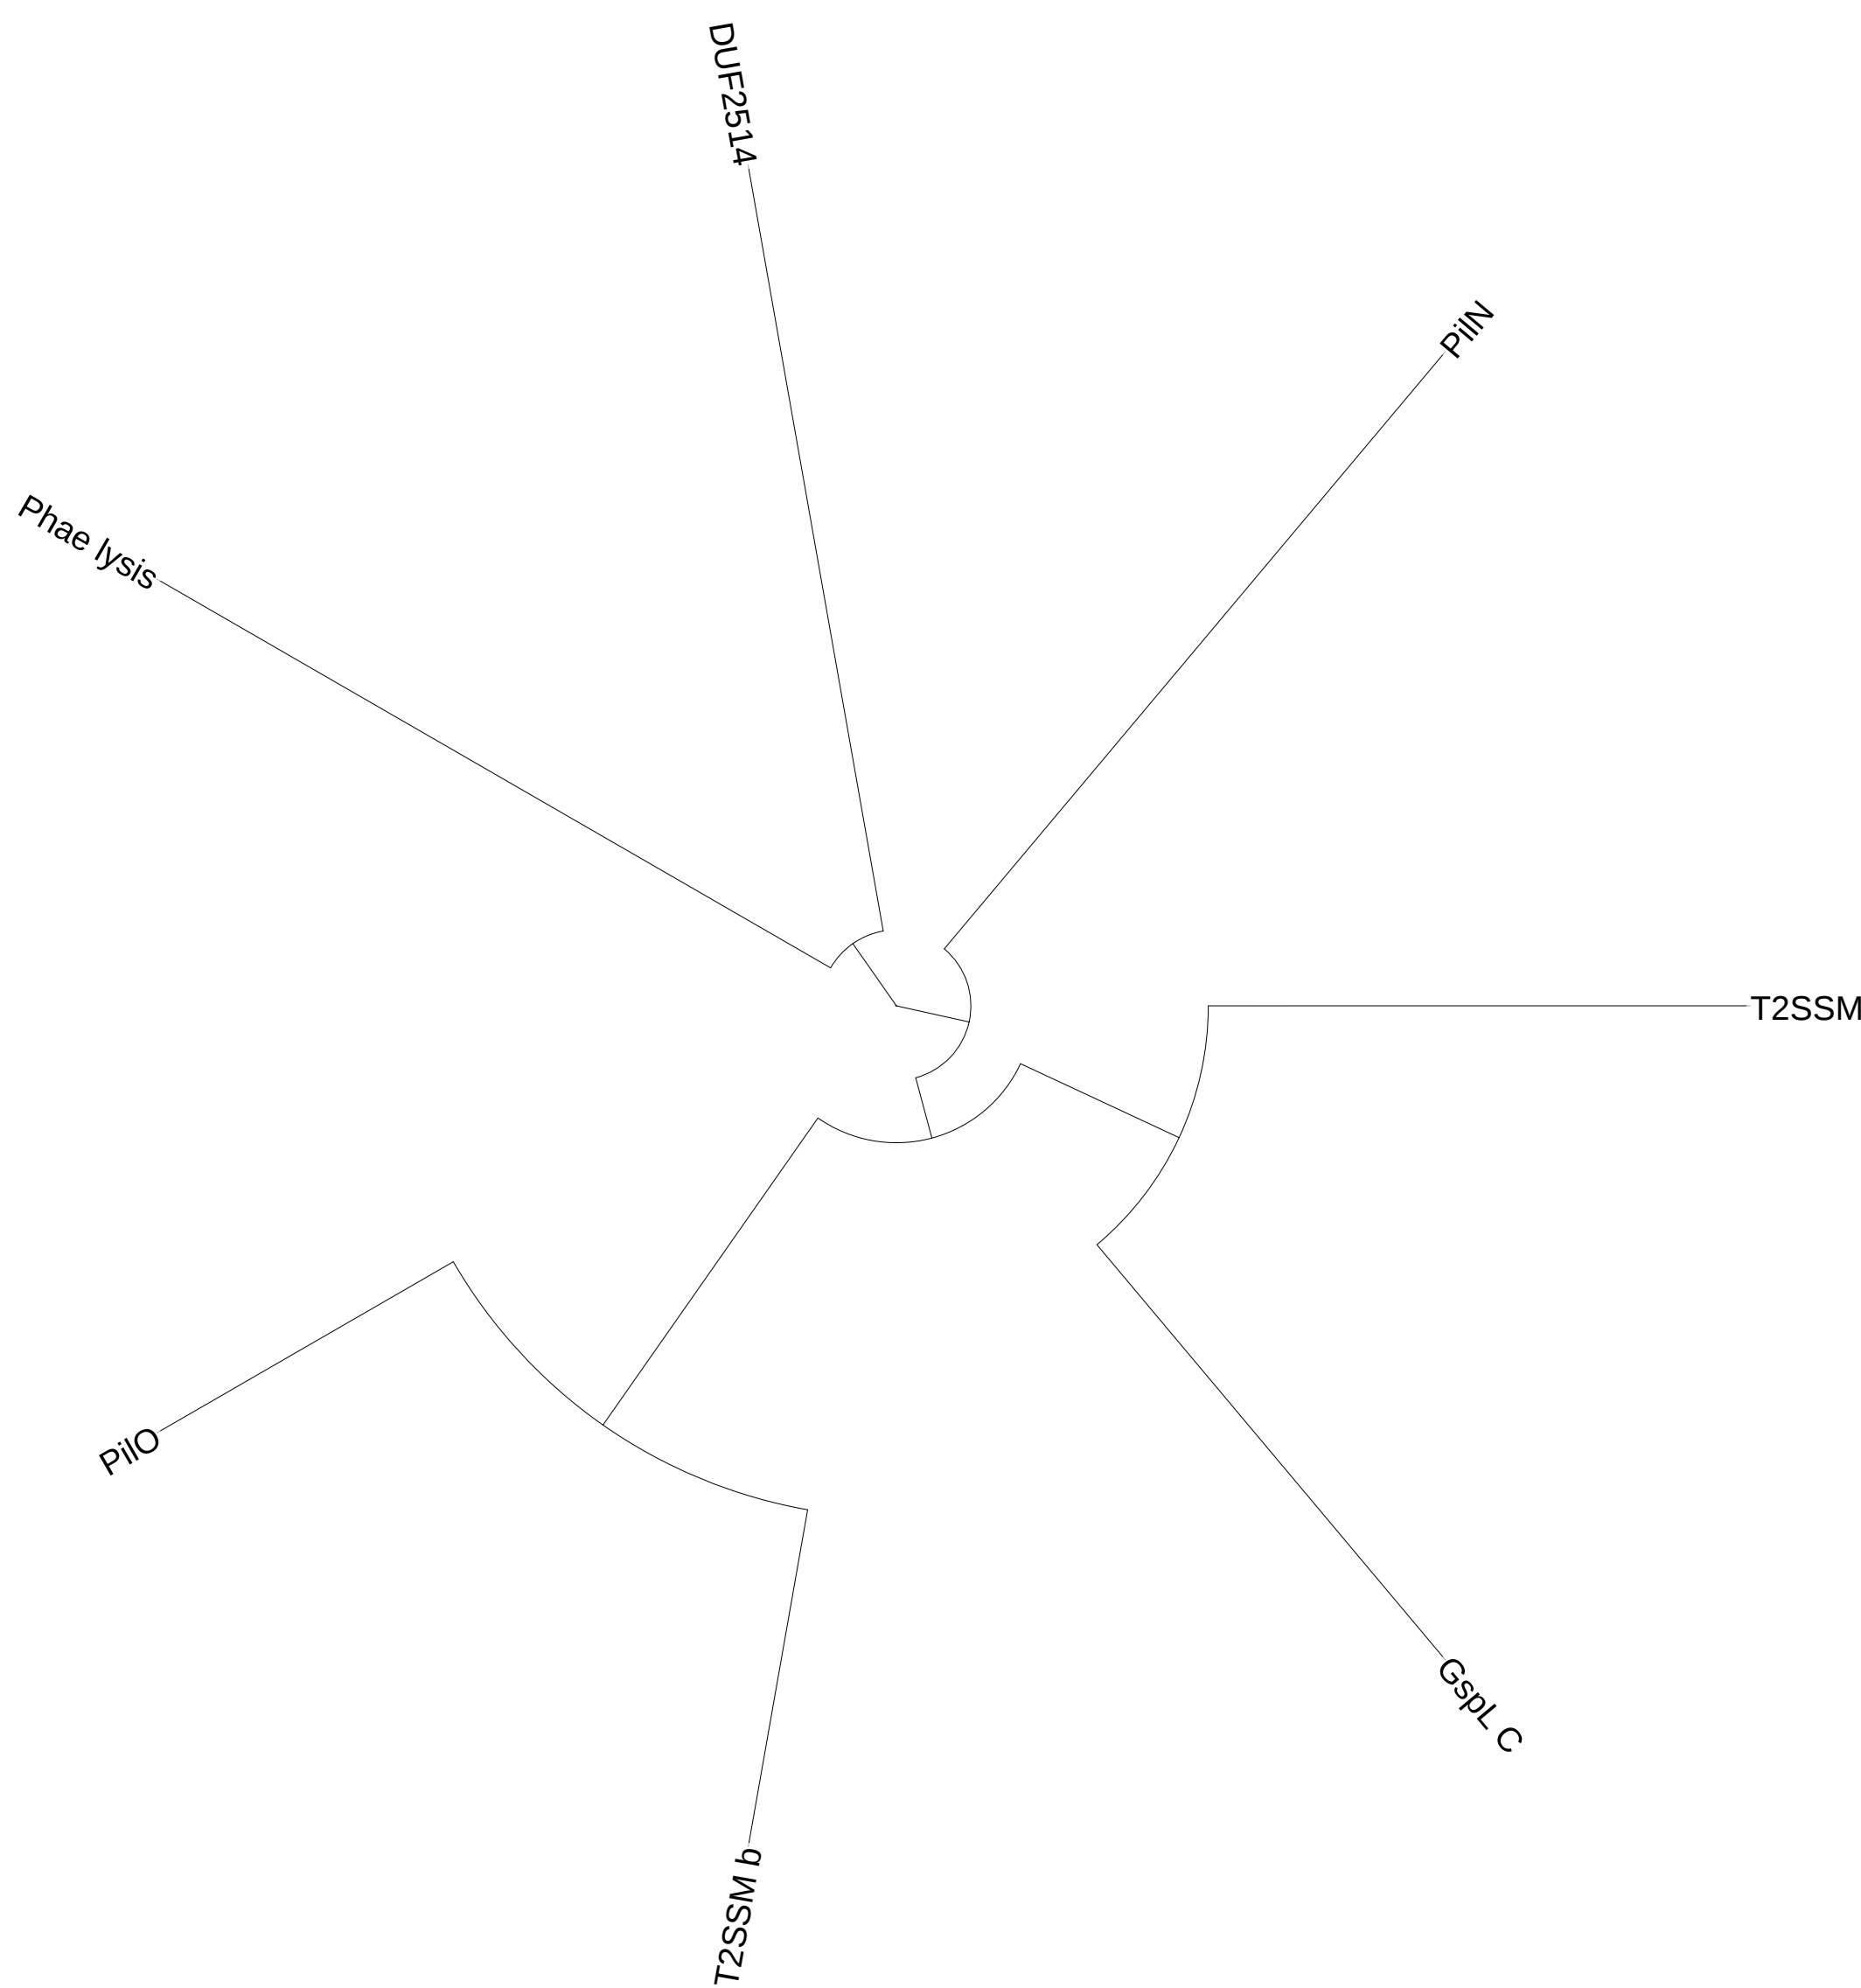 DUF2514
PilN
Phae lysis
T2SSM
PilO
GspL C
T2SSM b